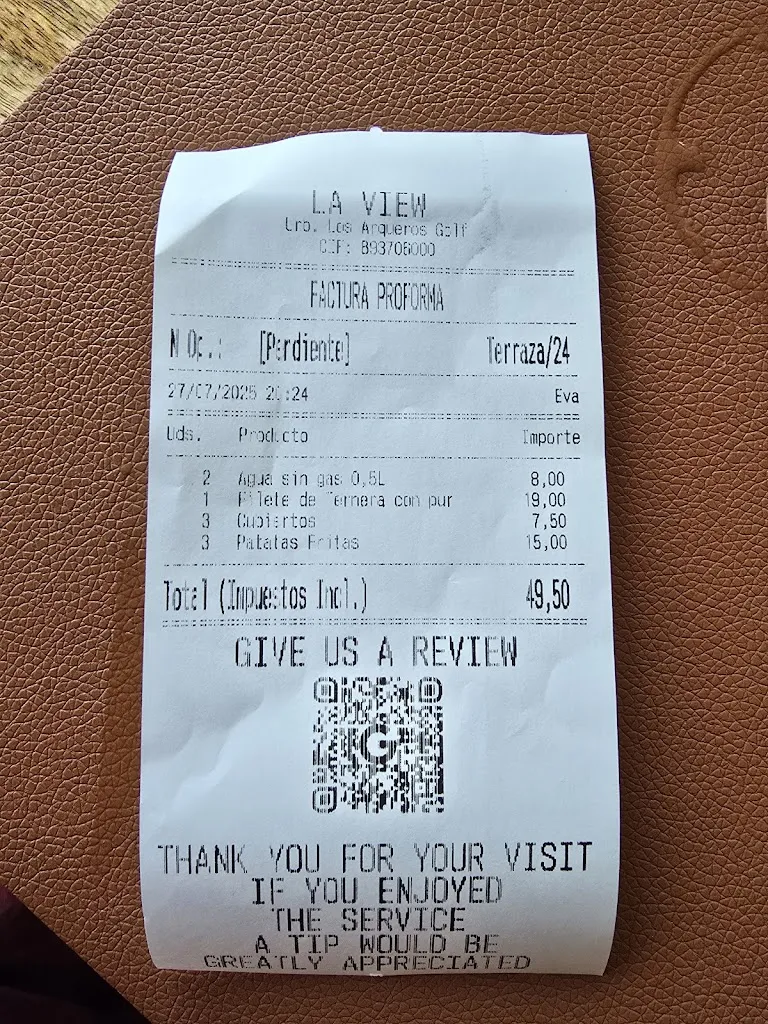 LA VIEW
Urb. Los Arqueros Golf
CIF: B93706000
FACTURA PROFORMA
N Op.: [Pendiente] Terraza/24
27/07/2025 20:24 Eva
Uds. Producto Importe
2 Agua sin gas 0,5L 8,00
1 Filete de Ternera con pur 19,00
3 Cubiertos 7,50
3 Patatas Fritas 15,00
Total (Impuestos Incl.) 49,50
GIVE US A REVIEW
G
THANK YOU FOR YOUR VISIT
IF YOU ENJOYED
THE SERVICE
A TIP WOULD BE
GREATLY APPRECIATED